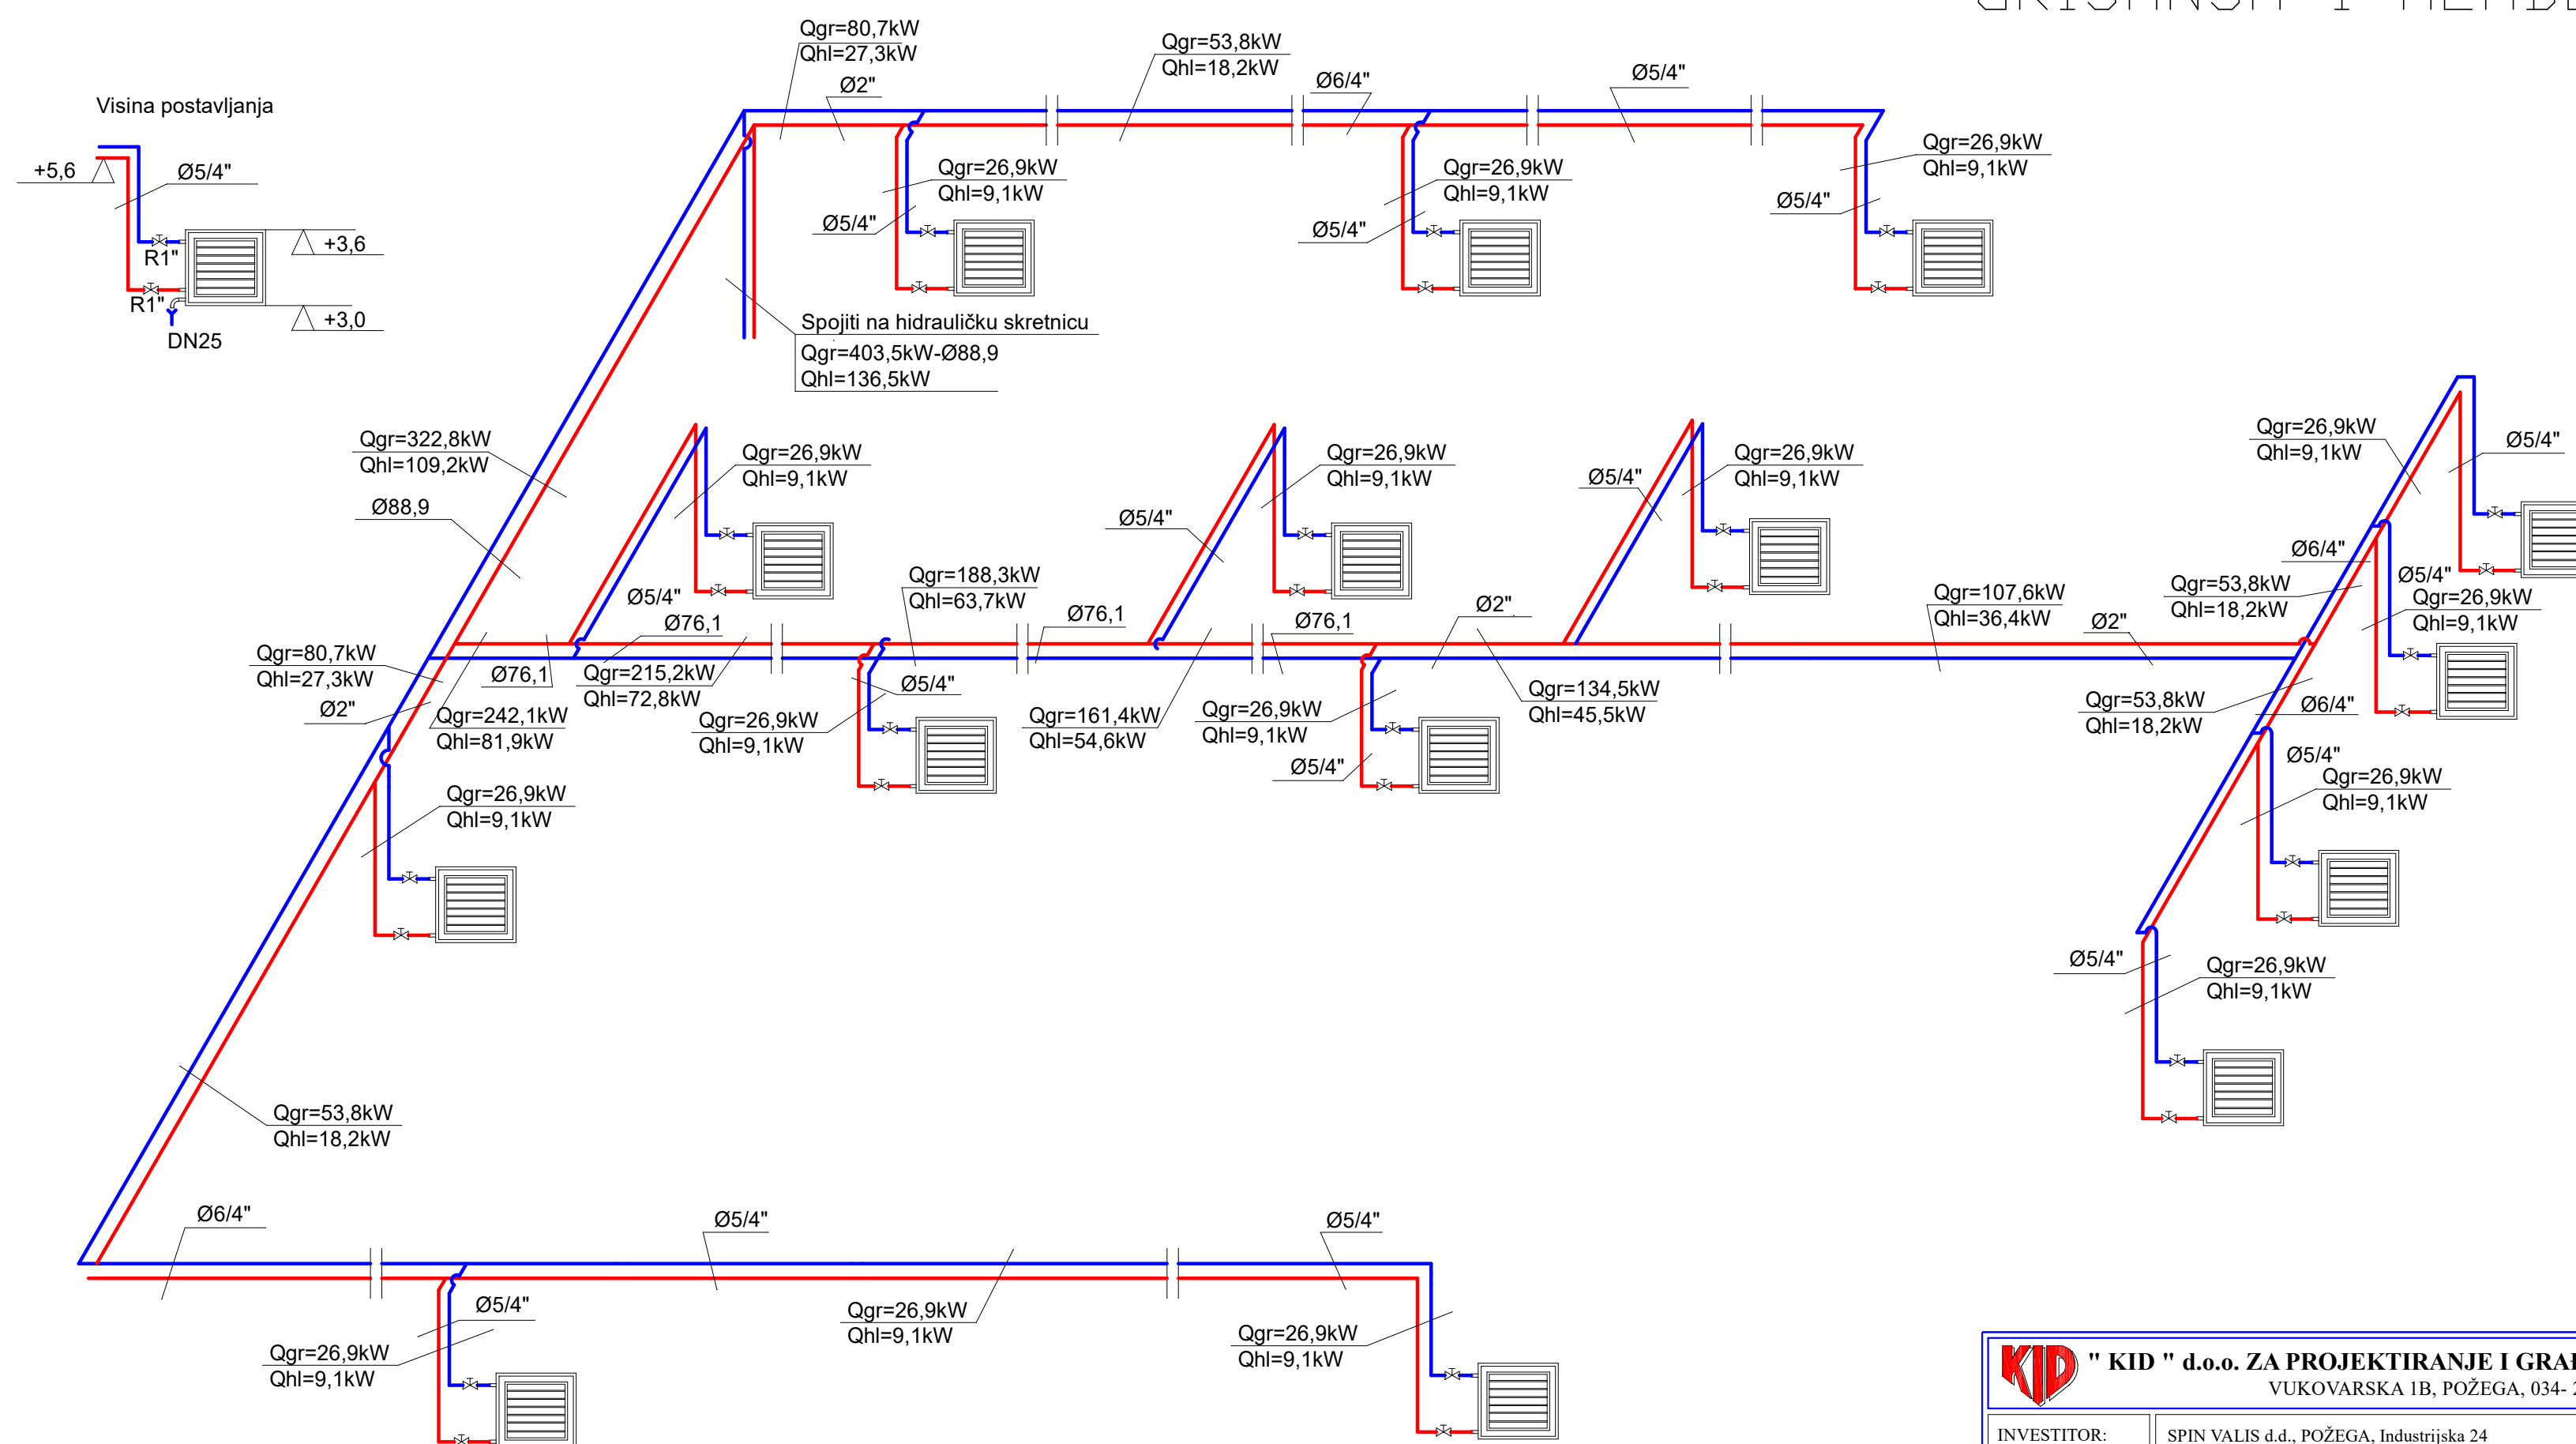 Visina postavljanja
+5,6
Ø5/4"
R1"
R1"
DN25
+3,6
+3,0
Qgr=80,7kW
Qhl=27,3kW
Ø2"
Qgr=53,8kW
Qhl=18,2kW
Ø6/4"
Ø5/4"
Qgr=26,9kW
Qhl=9,1kW
Ø5/4"
Qgr=26,9kW
Qhl=9,1kW
Ø5/4"
Qgr=26,9kW
Qhl=9,1kW
Ø5/4"
Spojiti na hidrauličku skretnicu
Qgr=403,5kW-Ø88,9
Qhl=136,5kW
Qgr=322,8kW
Qhl=109,2kW
Ø88,9
Qgr=26,9kW
Qhl=9,1kW
Ø5/4"
Ø76,1
Qgr=188,3kW
Qhl=63,7kW
Ø76,1
Qgr=26,9kW
Qhl=9,1kW
Ø5/4"
Ø76,1
Ø2"
Qgr=26,9kW
Qhl=9,1kW
Ø5/4"
Qgr=107,6kW
Qhl=36,4kW
Ø2"
Qgr=26,9kW
Qhl=9,1kW
Ø5/4"
Ø6/4"
Qgr=53,8kW
Qhl=18,2kW
Ø5/4"
Qgr=26,9kW
Qhl=9,1kW
Qgr=80,7kW
Qhl=27,3kW
Ø2"
Ø76,1
Qgr=242,1kW
Qhl=81,9kW
Qgr=215,2kW
Qhl=72,8kW
Ø5/4"
Qgr=26,9kW
Qhl=9,1kW
Qgr=161,4kW
Qhl=54,6kW
Qgr=26,9kW
Qhl=9,1kW
Ø5/4"
Qgr=134,5kW
Qhl=45,5kW
Qgr=53,8kW
Qhl=18,2kW
Ø6/4"
Ø5/4"
Qgr=26,9kW
Qhl=9,1kW
Qgr=26,9kW
Qhl=9,1kW
Ø5/4"
Qgr=26,9kW
Qhl=9,1kW
Qgr=53,8kW
Qhl=18,2kW
Ø6/4"
Ø5/4"
Ø5/4"
Ø5/4"
Qgr=26,9kW
Qhl=9,1kW
Qgr=26,9kW
Qhl=9,1kW
Qgr=26,9kW
Qhl=9,1kW
KID
" KID " d.o.o. ZA PROJEKTIRANJE I
VUKOVARSKA 1B, POŽEGA, 034-
INVESTITOR:
SPIN VALIS d.d., POŽEGA, Industrijska 24